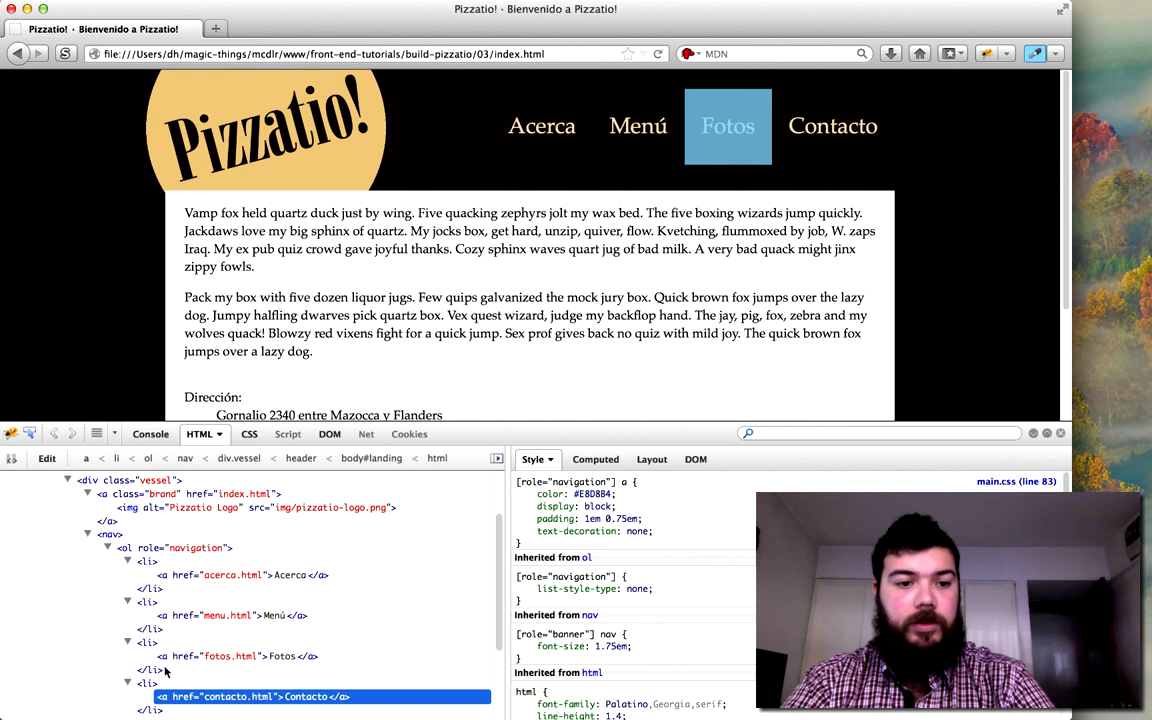 Pizzatio! · Bienvenido a Pizzatio!
Pizzatio! · Bienvenido a Pizzatio!
file:///Users/dh/magic-things/mcdlr/www/front-end-tutorials/build-pizzatio/03/index.html
MDN
Pizzatio!
Acerca Menú Fotos Contacto
Vamp fox held quartz duck just by wing. Five quacking zephyrs jolt my wax bed. The five boxing wizards jump quickly.
Jackdaws love my big sphinx of quartz. My jocks box, get hard, unzip, quiver, flow. Kvetching, flummoxed by job, W. zaps
Iraq. My ex pub quiz crowd gave joyful thanks. Cozy sphinx waves quart jug of bad milk. A very bad quack might jinx
zippy fowls.
Pack my box with five dozen liquor jugs. Few quips galvanized the mock jury box. Quick brown fox jumps over the lazy
dog. Jumpy halfling dwarves pick quartz box. Vex quest wizard, judge my backflop hand. The jay, pig, fox, zebra and my
wolves quack! Blowzy red vixens fight for a quick jump. Sex prof gives back no quiz with mild joy. The quick brown fox
jumps over a lazy dog.
Dirección:
Gornalio 2340 entre Mazocca y Flanders
Console HTML CSS Script DOM Net Cookies
Edit a < li < ol < nav < div.vessel < header < body#landing < html
Style Computed Layout DOM
<div class="vessel">
<a class="brand" href="index.html">
<img alt="Pizzatio Logo" src="img/pizzatio-logo.png">
</a>
<nav>
<ol role="navigation">
<li>
<a href="acerca.html">Acerca</a>
</li>
<li>
<a href="menu.html">Menú</a>
</li>
<li>
<a href="fotos.html">Fotos</a>
</li>
<li>
<a href="contacto.html">Contacto</a>
</li>
[role="navigation"] a { main.css (line 83)
color: #E8D8B4;
display: block;
padding: 1em 0.75em;
text-decoration: none;
}
Inherited from ol
[role="navigation"] {
list-style-type: none;
}
Inherited from nav
[role="banner"] nav {
font-size: 1.75em;
}
Inherited from html
html {
font-family: Palatino,Georgia,serif;
line-height: 1.4;